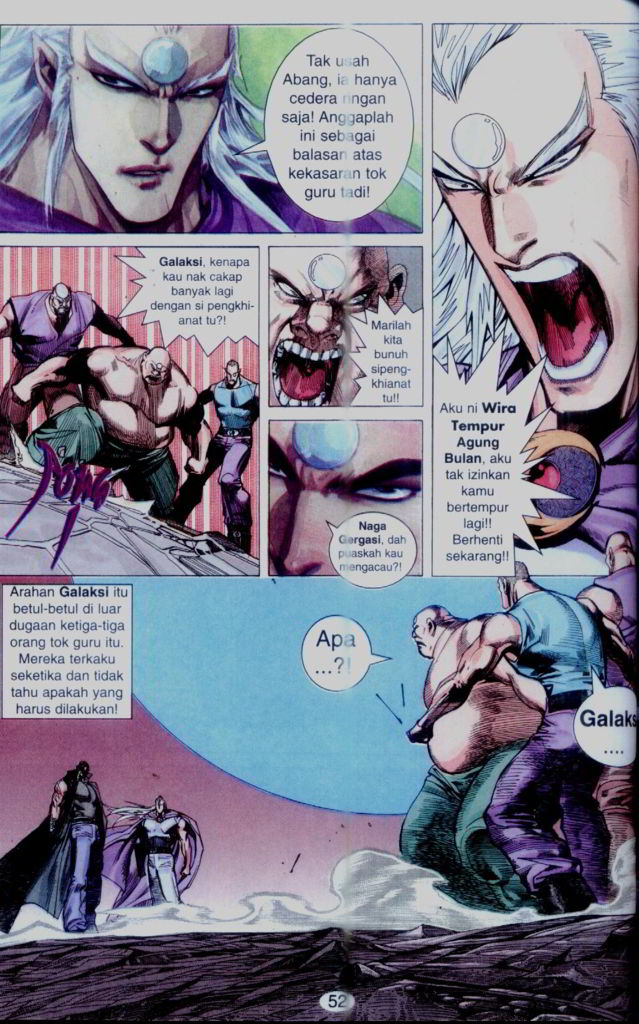 Tak usah
Abang, ia hanya
cedera ringan
saja! Anggaplah
ini sebagai
balasan atas
kekasaran tok
guru tadi!
Galaksi, kenapa
kau nak cakap
banyak lagi
dengan si pengkhi-
anat tu?!
Marilah
kita
bunuh
sipeng-
khianat
tu!!
Naga
Gergasi, dah
puaskah kau
mengacau?!
Aku ni Wira
Tempur
Agung
Bulan, aku
tak izinkan
kamu
bertempur
lagi!!
Berhenti
sekarang!!
Arahan Galaksi itu
betul-betul di luar
dugaan ketiga-tiga
orang tok guru itu.
Mereka terkaku
seketika dan tidak
tahu apakah yang
harus dilakukan!
Apa
...?!
Galaks
....
52